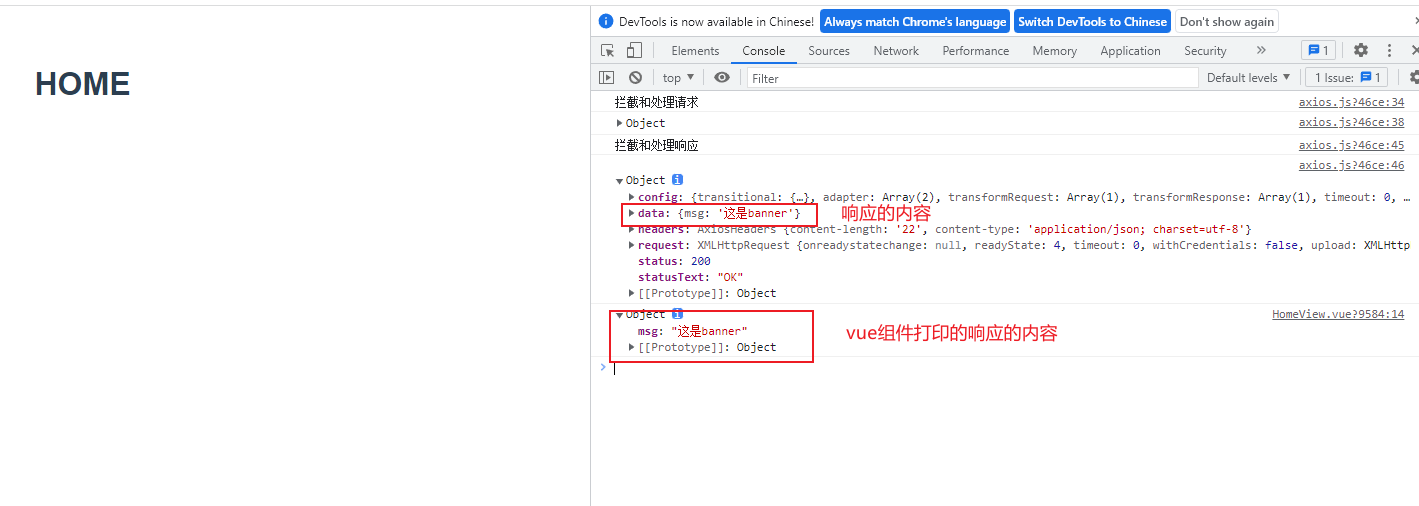 DevTools is now available in Chinese! Always match Chrome's language Switch DevTools to Chinese Don't show again
Elements Console Sources Network Performance Memory Application Security » 1
top Filter Default levels 1 Issue: 1
HOME
拦截和处理请求 axios.js?46ce:34
Object axios.js?46ce:38
拦截和处理响应 axios.js?46ce:45
axios.js?46ce:46
Object
config: {transitional: {…}, adapter: Array(2), transformRequest: Array(1), transformResponse: Array(1), timeout: 0, …
data: {msg: '这是banner'} 响应的内容
headers: AxiosHeaders {content-length: '22', content-type: 'application/json; charset=utf-8'}
request: XMLHttpRequest {onreadystatechange: null, readyState: 4, timeout: 0, withCredentials: false, upload: XMLHttp
status: 200
statusText: "OK"
[[Prototype]]: Object
Object HomeView.vue?9584:14
msg: "这是banner" vue组件打印的响应的内容
[[Prototype]]: Object